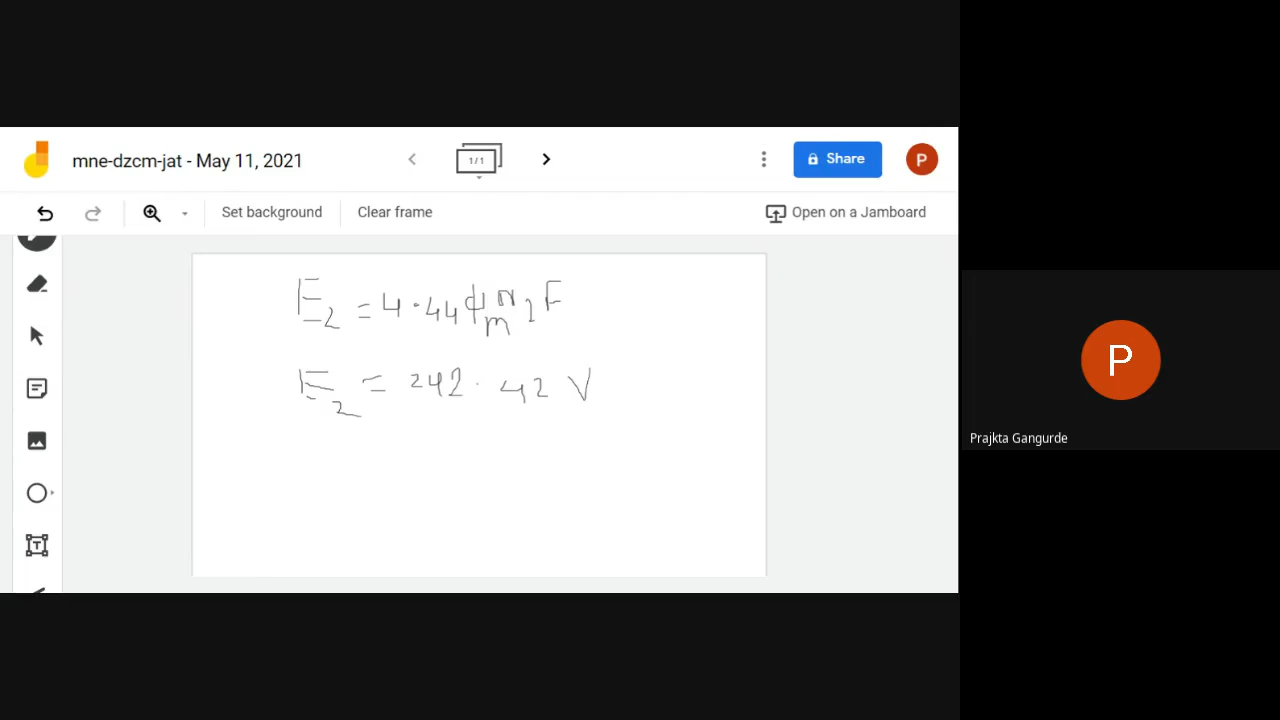 mne-dzcm-jat - May 11, 2021
1/1
Share
P
Set background
Clear frame
Open on a Jamboard
E₂ = 4.44 ϕm N₂ F
E₂ = 242.42 V
T
P
Prajkta Gangurde